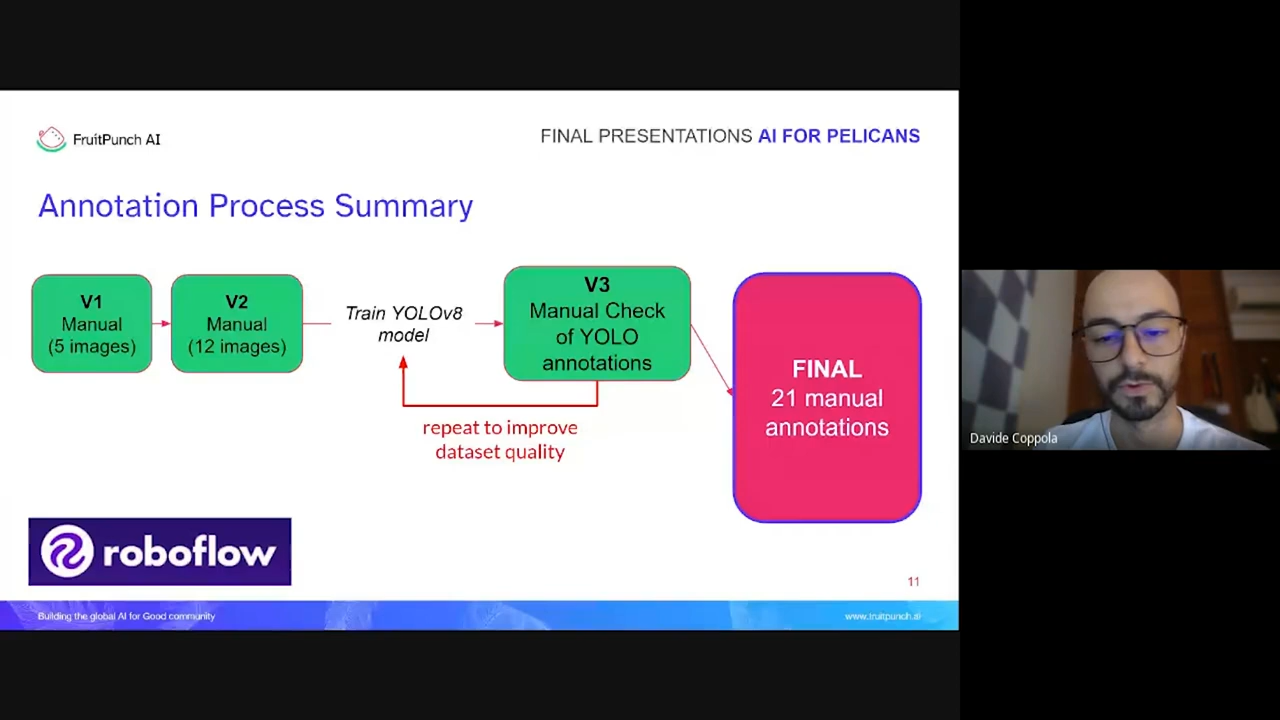 FruitPunch AI
FINAL PRESENTATIONS AI FOR PELICANS
Annotation Process Summary
V1
Manual
(5 images)
V2
Manual
(12 images)
Train YOLOv8
model
V3
Manual Check
of YOLO
annotations
repeat to improve
dataset quality
FINAL
21 manual
annotations
Davide Coppola
roboflow
11
Building the global AI for Good community
www.fruitpunch.ai